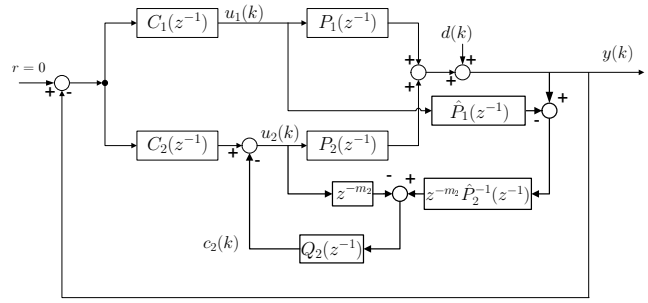 C₁(z⁻¹) u₁(k) P₁(z⁻¹)
d(k)
y(k)
r = 0
+ - + + + + + -
P̂₁(z⁻¹)
C₂(z⁻¹) + - u₂(k) P₂(z⁻¹)
z^{-m₂} - + z^{-m₂}P̂₂⁻¹(z⁻¹)
c₂(k) Q₂(z⁻¹)